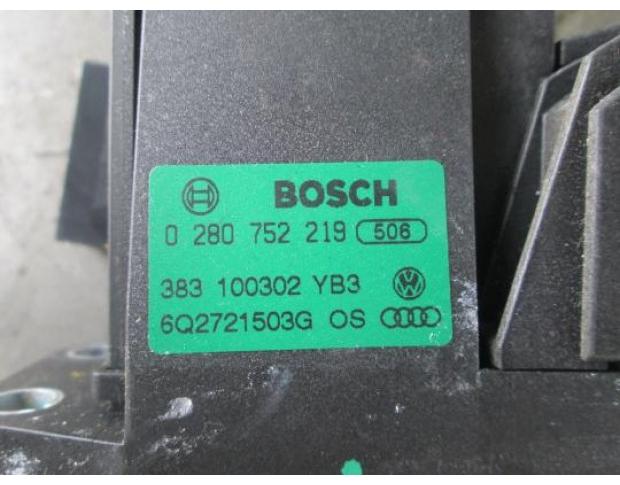 BOSCH
0 280 752 219 506
383 100302 YB3
6Q2721503G OS